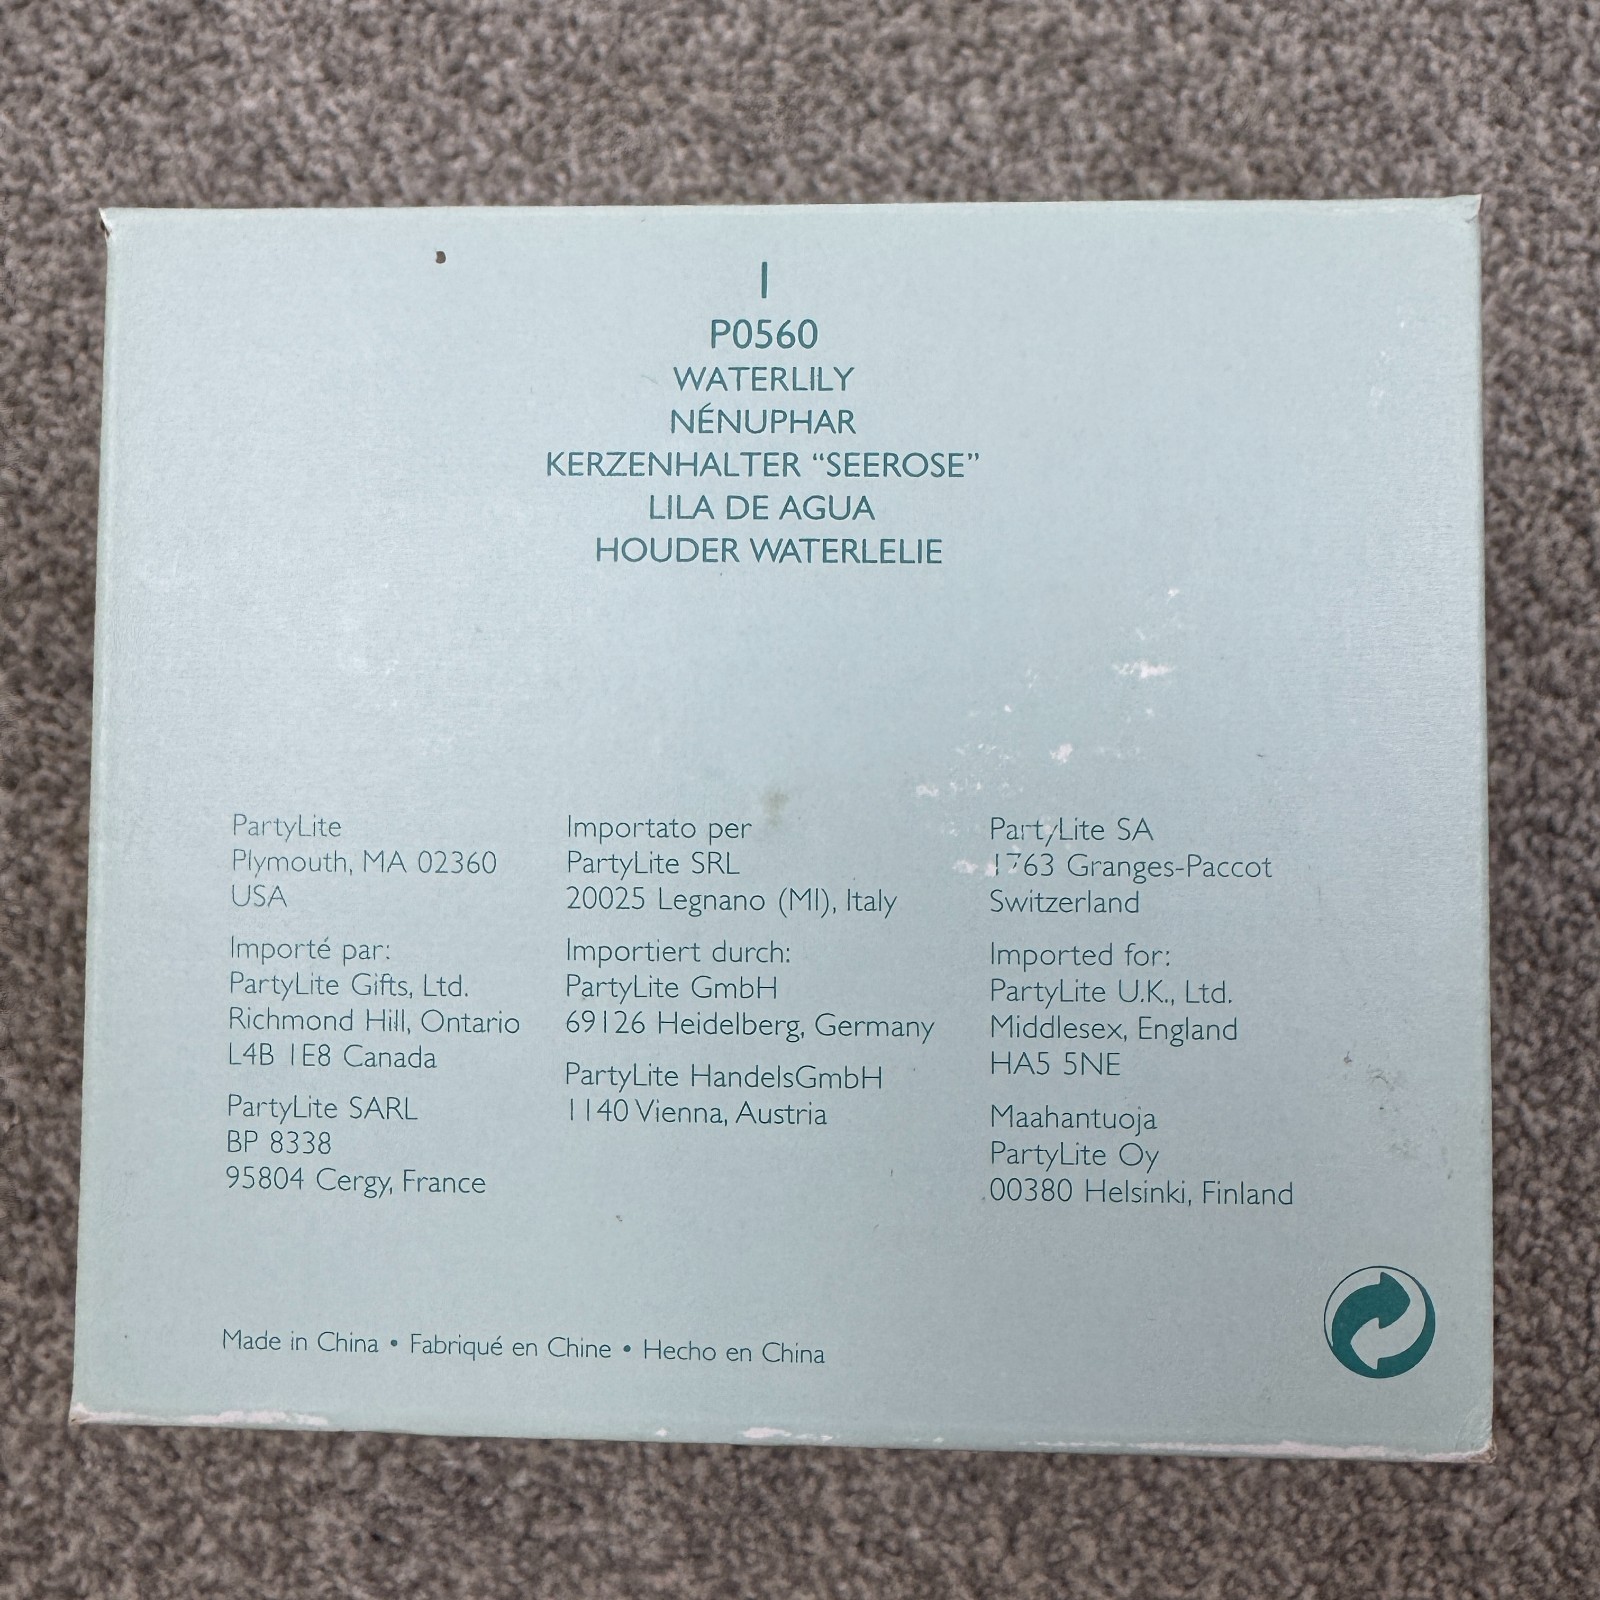 1
P0560
WATERLILY
NÉNUPHAR
KERZENHALTER “SEEROSE”
LILA DE AGUA
HOUDER WATERLELIE
PartyLite
Plymouth, MA 02360
USA
Importé par:
PartyLite Gifts, Ltd.
Richmond Hill, Ontario
L4B 1E8 Canada
PartyLite SARL
BP 8338
95804 Cergy, France
Importato per
PartyLite SRL
20025 Legnano (MI), Italy
Importiert durch:
PartyLite GmbH
69126 Heidelberg, Germany
PartyLite HandelsGmbH
1140 Vienna, Austria
PartyLite SA
1763 Granges-Paccot
Switzerland
Imported for:
PartyLite U.K., Ltd.
Middlesex, England
HA5 5NE
Maahantuoja
PartyLite Oy
00380 Helsinki, Finland
Made in China • Fabriqué en Chine • Hecho en China